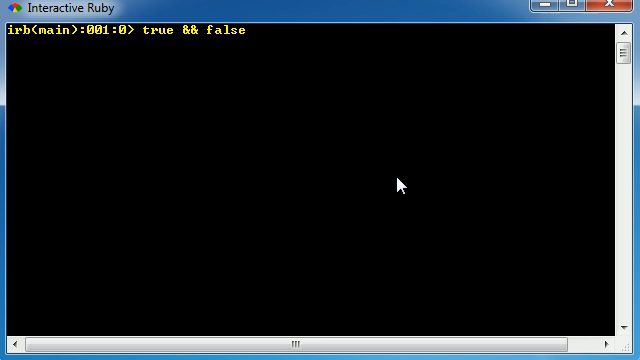 Interactive Ruby
irb(main):001:0> true && false